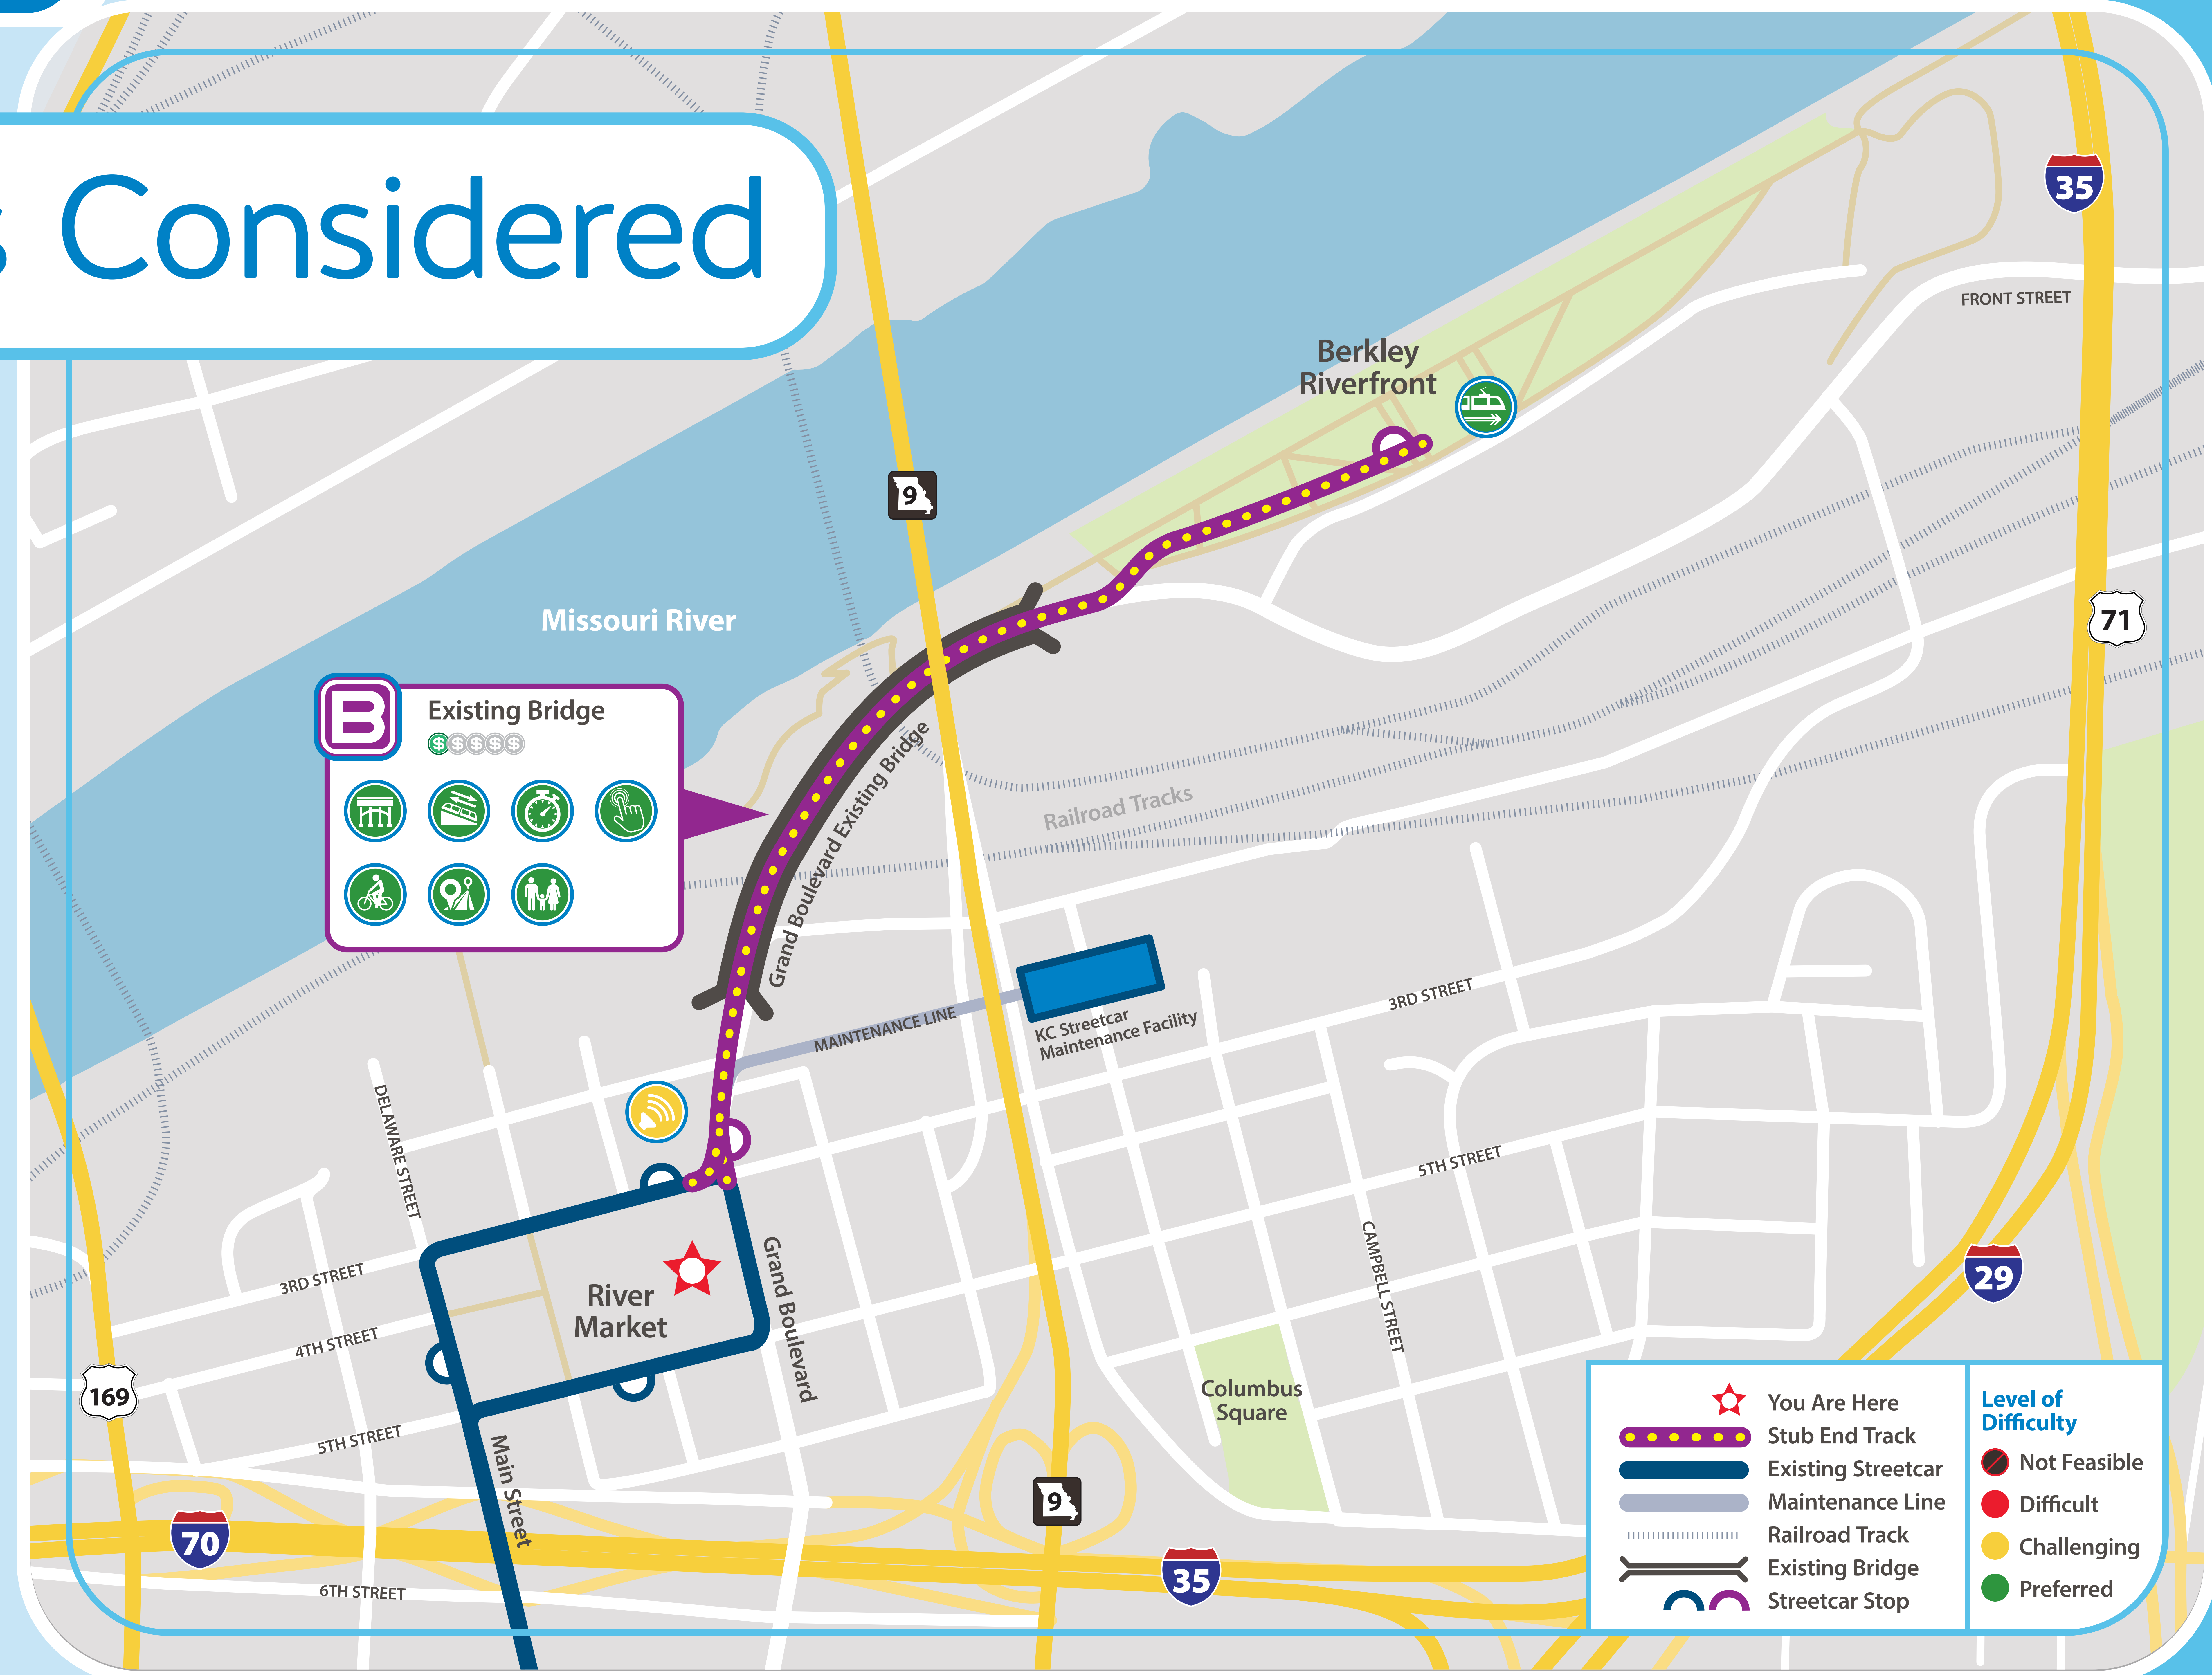 Considered
35
FRONT STREET
Berkley
Riverfront
9
Missouri River
71
B
Existing Bridge
$ $ $ $ $
Grand Boulevard Existing Bridge
Railroad Tracks
3RD STREET
KC Streetcar
Maintenance Facility
MAINTENANCE LINE
DELAWARE STREET
5TH STREET
CAMPBELL STREET
29
3RD STREET
River
Market
Grand Boulevard
4TH STREET
169
Columbus
Square
5TH STREET
Main Street
9
70
35
6TH STREET
You Are Here
Stub End Track
Existing Streetcar
Maintenance Line
Railroad Track
Existing Bridge
Streetcar Stop
Level of
Difficulty
Not Feasible
Difficult
Challenging
Preferred